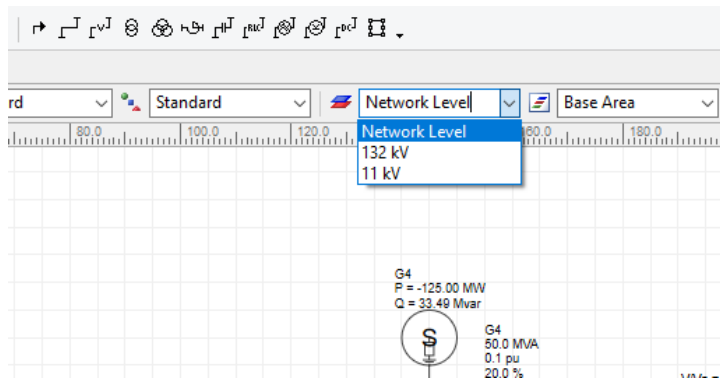 rd Standard Network Level Base Area
80.0 100.0 120.0 160.0 180.0
Network Level
132 kV
11 kV
G4
P = -125.00 MW
Q = 33.49 Mvar
S
G4
50.0 MVA
0.1 pu
20.0 %